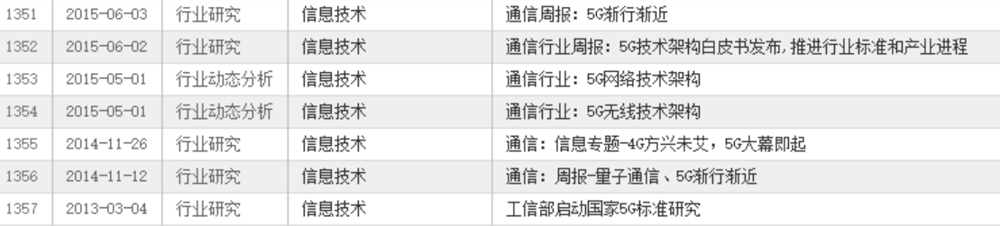 1351 2015-06-03 行业研究 信息技术 通信周报：5G渐行渐近
1352 2015-06-02 行业研究 信息技术 通信行业周报：5G技术架构白皮书发布,推进行业标准和产业进程
1353 2015-05-01 行业动态分析 信息技术 通信行业：5G网络技术架构
1354 2015-05-01 行业动态分析 信息技术 通信行业：5G无线技术架构
1355 2014-11-26 行业研究 信息技术 通信：信息专题-4G方兴未艾，5G大幕即起
1356 2014-11-12 行业研究 信息技术 通信：周报-量子通信、5G渐行渐近
1357 2013-03-04 行业研究 信息技术 工信部启动国家5G标准研究